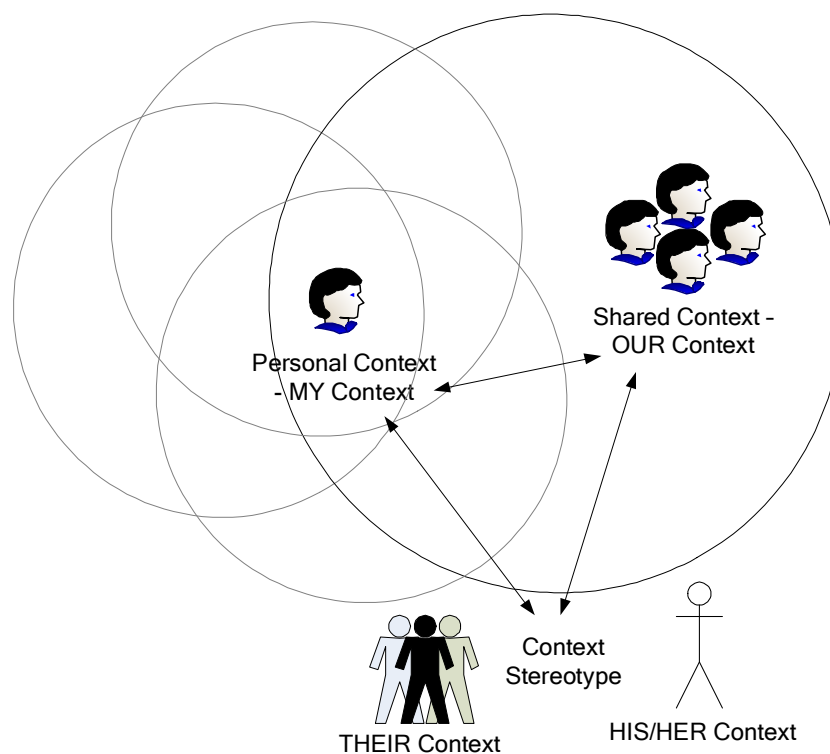 Personal Context
- MY Context
Shared Context –
OUR Context
Context
Stereotype
THEIR Context
HIS/HER Context